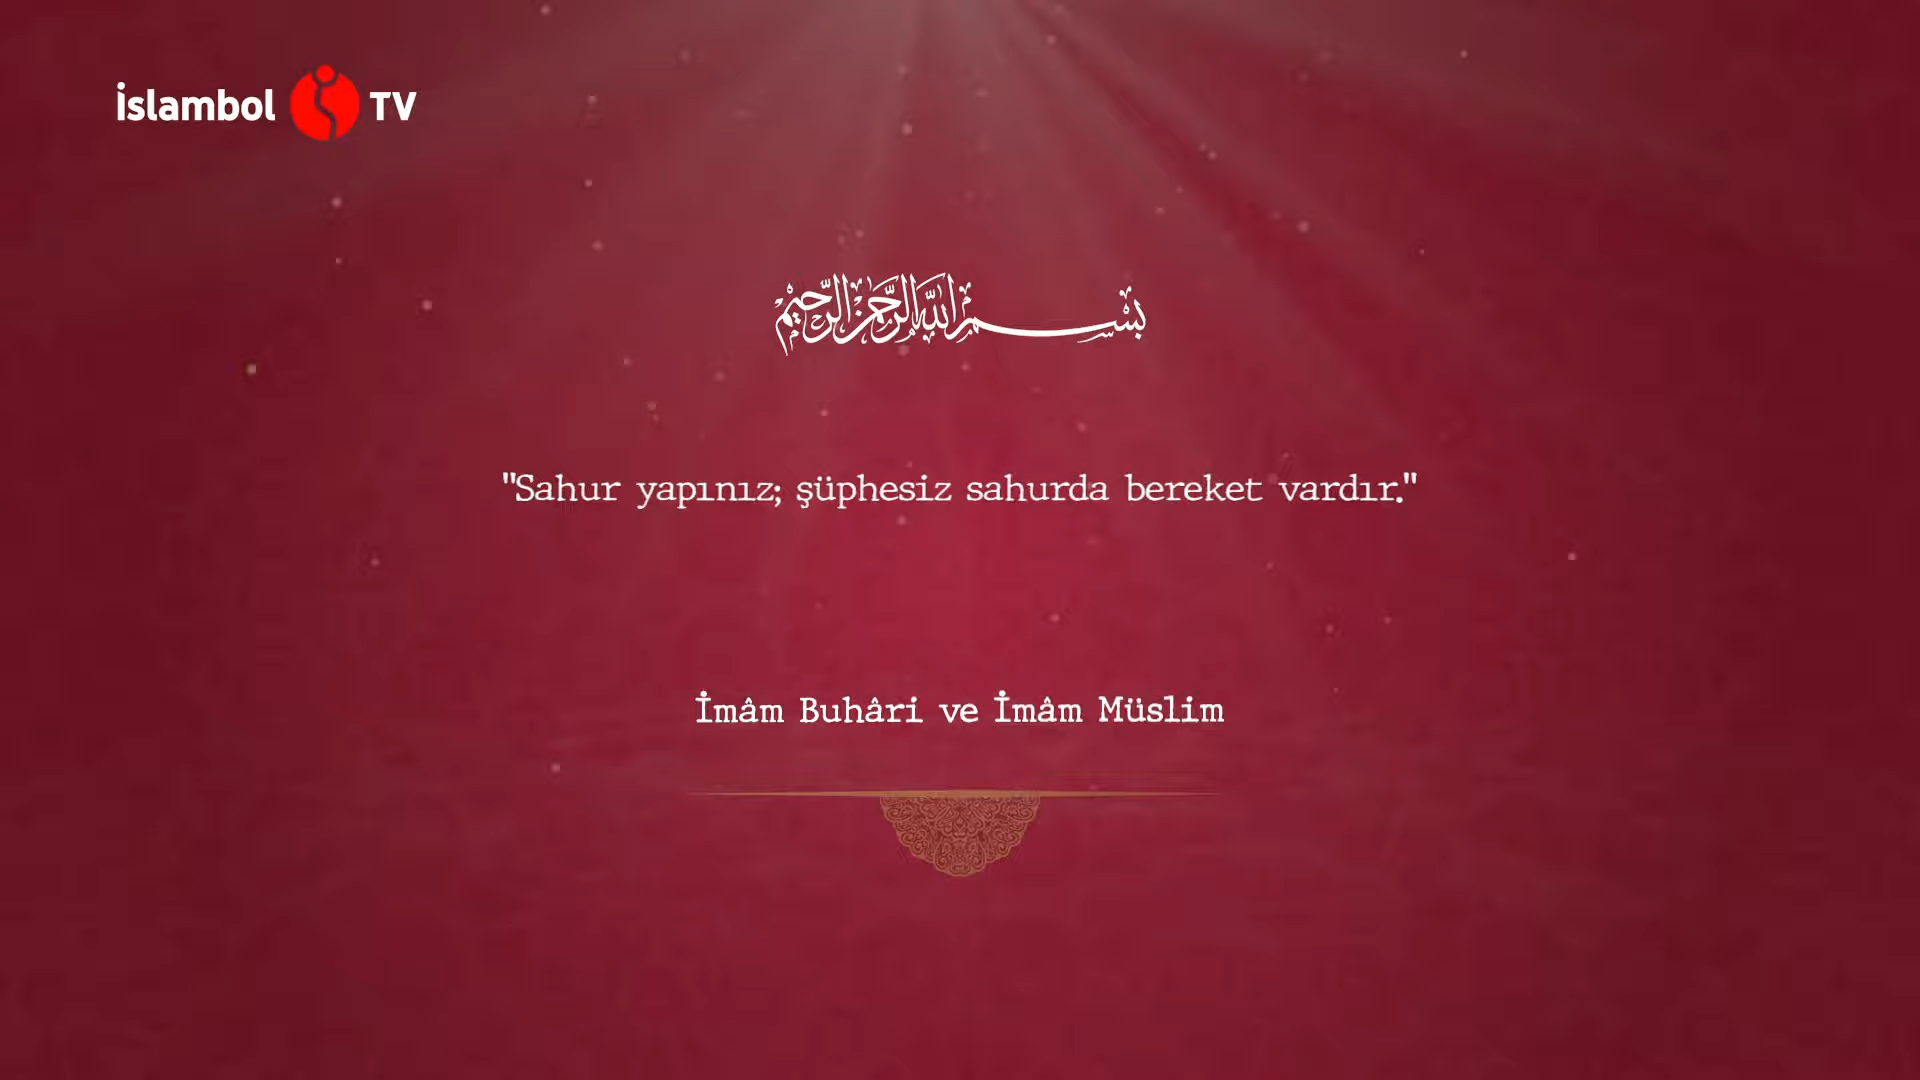 İslambol TV
بسم الله الرحمن الرحيم
"Sahur yapınız; şüphesiz sahurda bereket vardır."
İmâm Buhâri ve İmâm Müslim